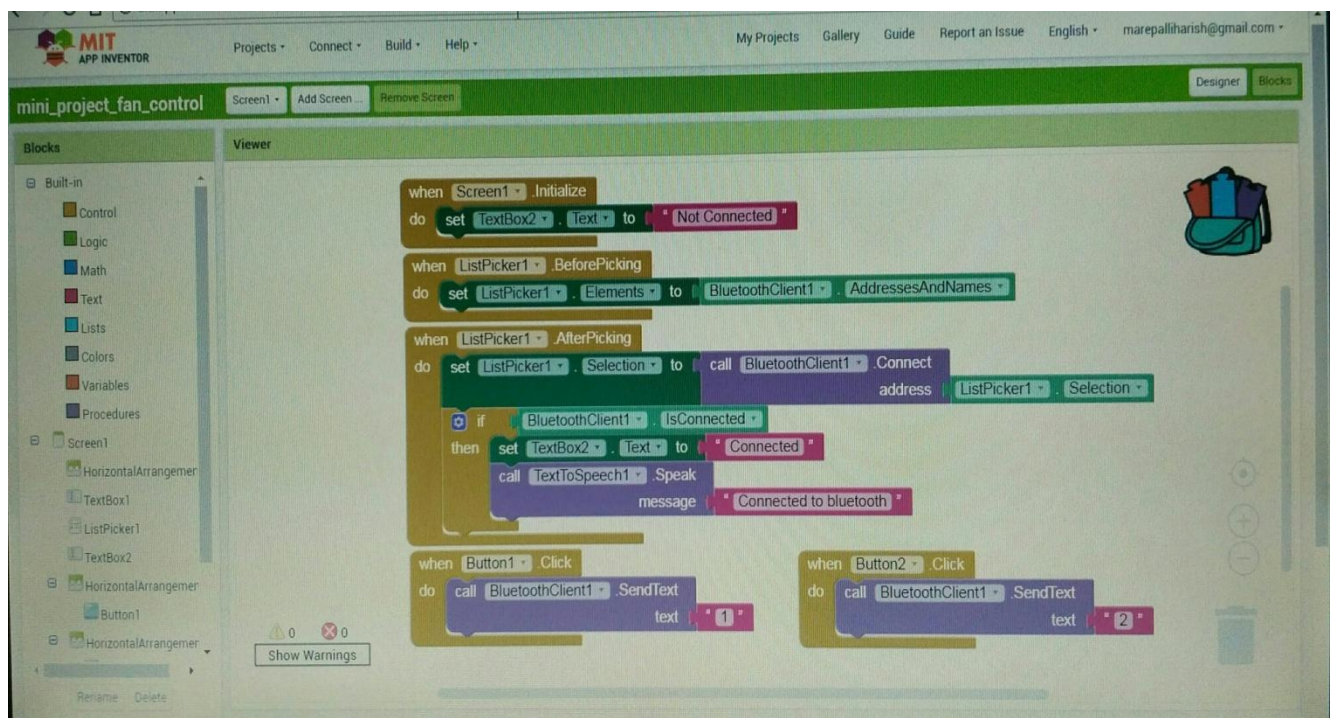 MIT
APP INVENTOR
Projects Connect Build Help My Projects Gallery Guide Report an Issue English marepalliharish@gmail.com
mini_project_fan_control Screen1 Add Screen ... Remove Screen Designer Blocks
Blocks Viewer
Built-in
Control
Logic
Math
Text
Lists
Colors
Variables
Procedures
Screen1
HorizontalArrangemer
TextBox1
ListPicker1
TextBox2
HorizontalArrangemer
Button1
HorizontalArrangemer
Rename Delete
when Screen1 .Initialize
do set TextBox2 . Text to " Not Connected "
when ListPicker1 .BeforePicking
do set ListPicker1 . Elements to BluetoothClient1 . AddressesAndNames
when ListPicker1 .AfterPicking
do set ListPicker1 . Selection to call BluetoothClient1 .Connect
address ListPicker1 . Selection
if BluetoothClient1 . IsConnected
then set TextBox2 . Text to " Connected "
call TextToSpeech1 .Speak
message " Connected to bluetooth "
when Button1 .Click
do call BluetoothClient1 .SendText
text " 1 "
when Button2 .Click
do call BluetoothClient1 .SendText
text " 2 "
0 0
Show Warnings